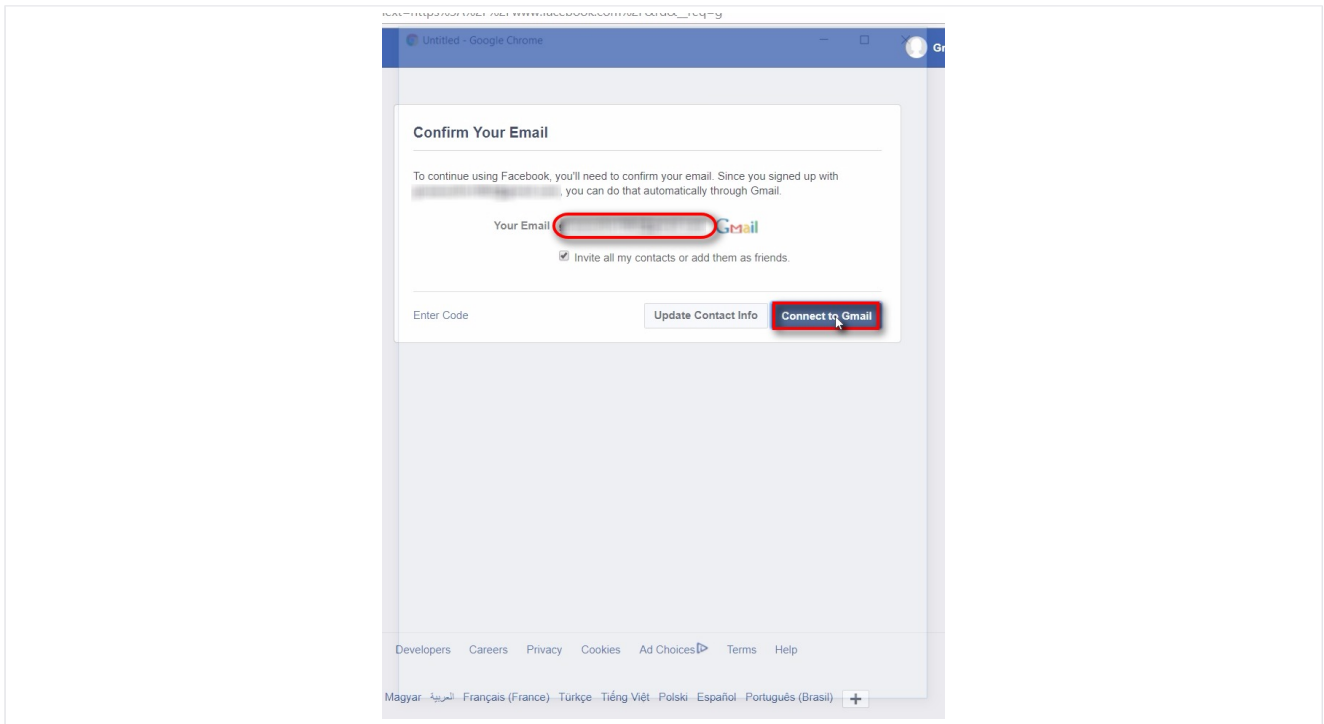 Untitled - Google Chrome
Gr
Confirm Your Email
To continue using Facebook, you'll need to confirm your email. Since you signed up with
, you can do that automatically through Gmail.
Your Email Gmail
Invite all my contacts or add them as friends.
Enter Code Update Contact Info Connect to Gmail
Developers Careers Privacy Cookies Ad Choices Terms Help
Magyar العربية Français (France) Türkçe Tiếng Việt Polski Español Português (Brasil)